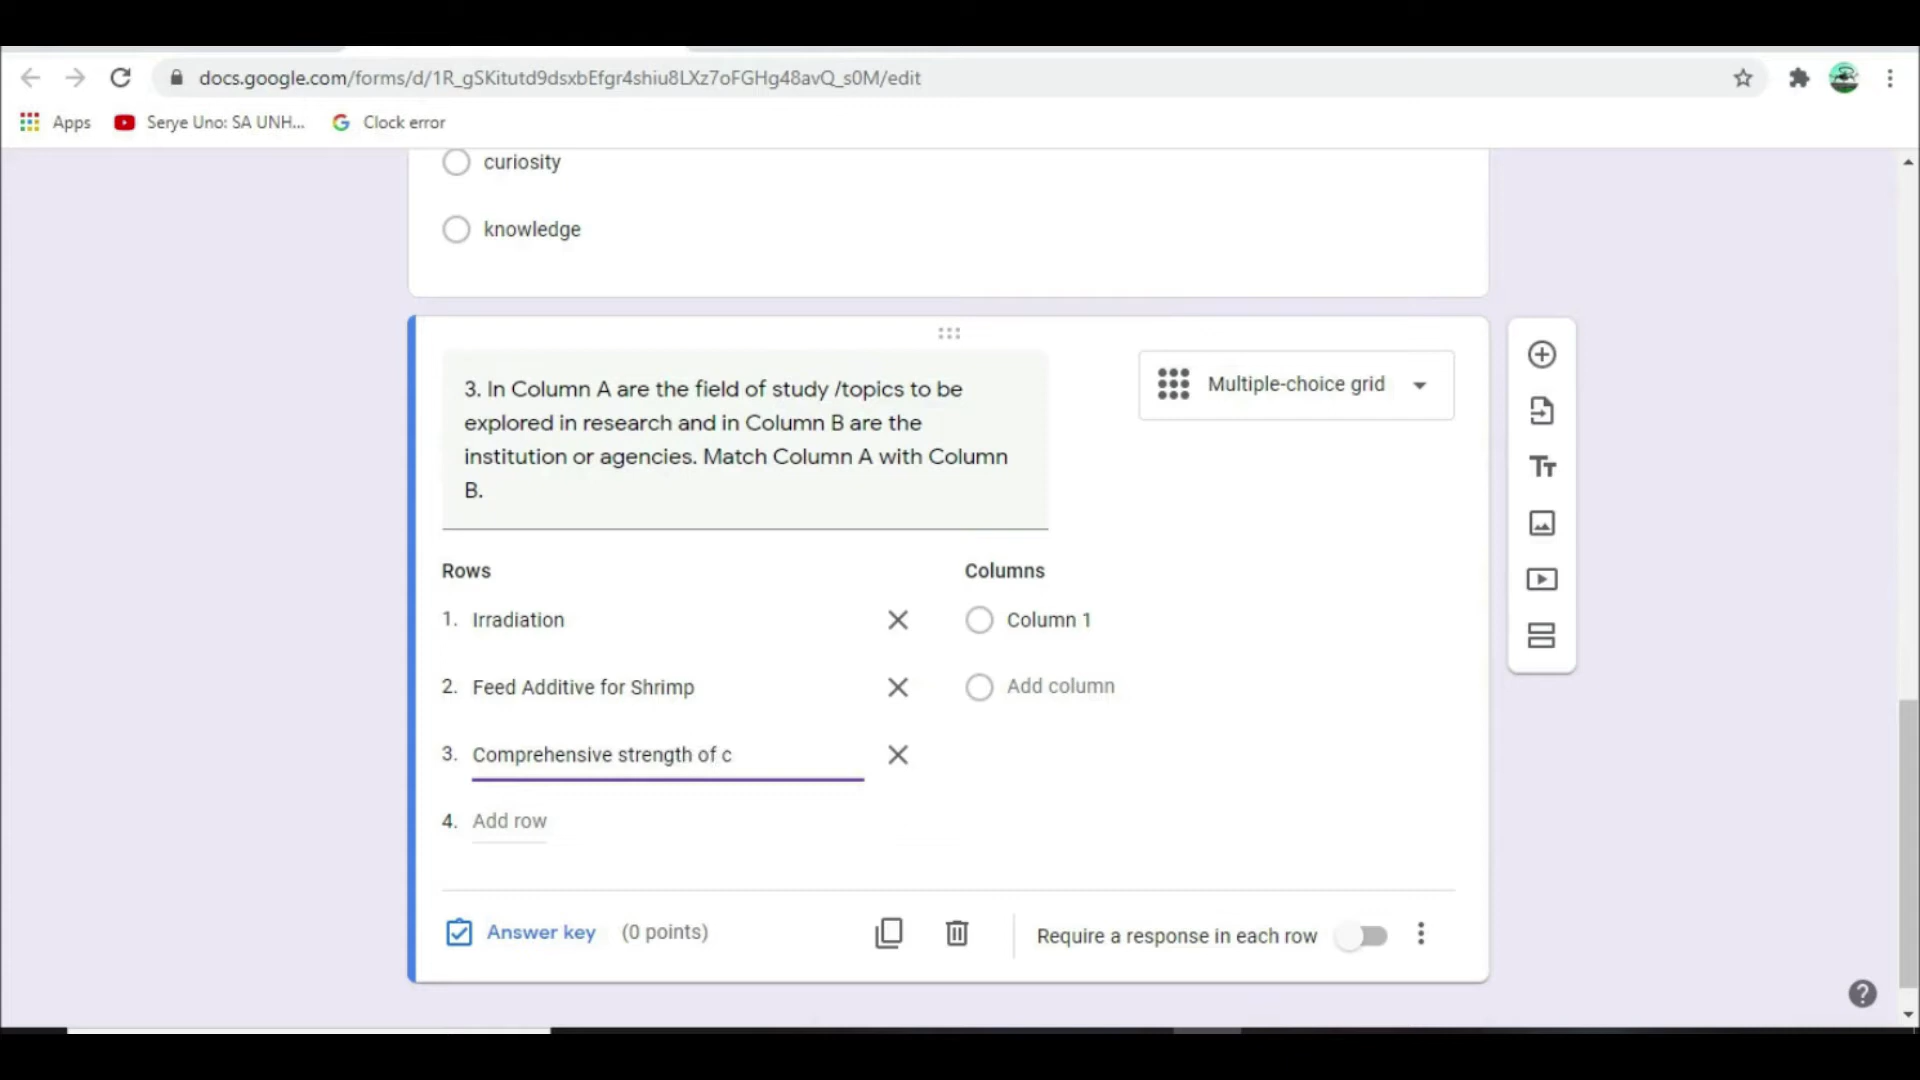 docs.google.com/forms/d/1R_gSKitutd9dsxbEfgr4shiu8LXz7oFGHg48avQ_s0M/edit
Apps
Serye Uno: SA UNH...
Clock error
curiosity
knowledge
3. In Column A are the field of study /topics to be
explored in research and in Column B are the
institution or agencies. Match Column A with Column
B.
Multiple-choice grid
Rows
Columns
1. Irradiation
Column 1
2. Feed Additive for Shrimp
Add column
3. Comprehensive strength of c
4. Add row
Answer key (0 points)
Require a response in each row